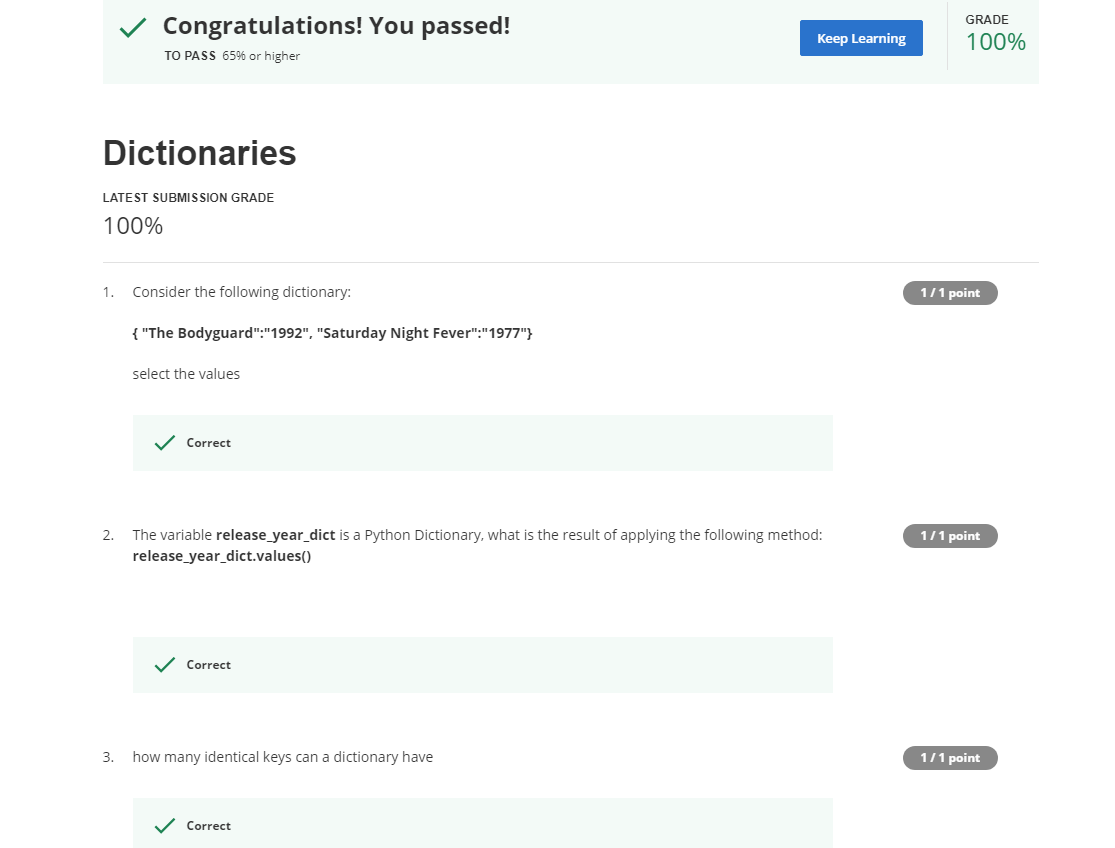 Congratulations! You passed!
TO PASS 65% or higher
Keep Learning
GRADE
100%
Dictionaries
LATEST SUBMISSION GRADE
100%
1. Consider the following dictionary:
1 / 1 point
{ "The Bodyguard":"1992", "Saturday Night Fever":"1977"}
select the values
Correct
2. The variable release_year_dict is a Python Dictionary, what is the result of applying the following method:
1 / 1 point
release_year_dict.values()
Correct
3. how many identical keys can a dictionary have
1 / 1 point
Correct